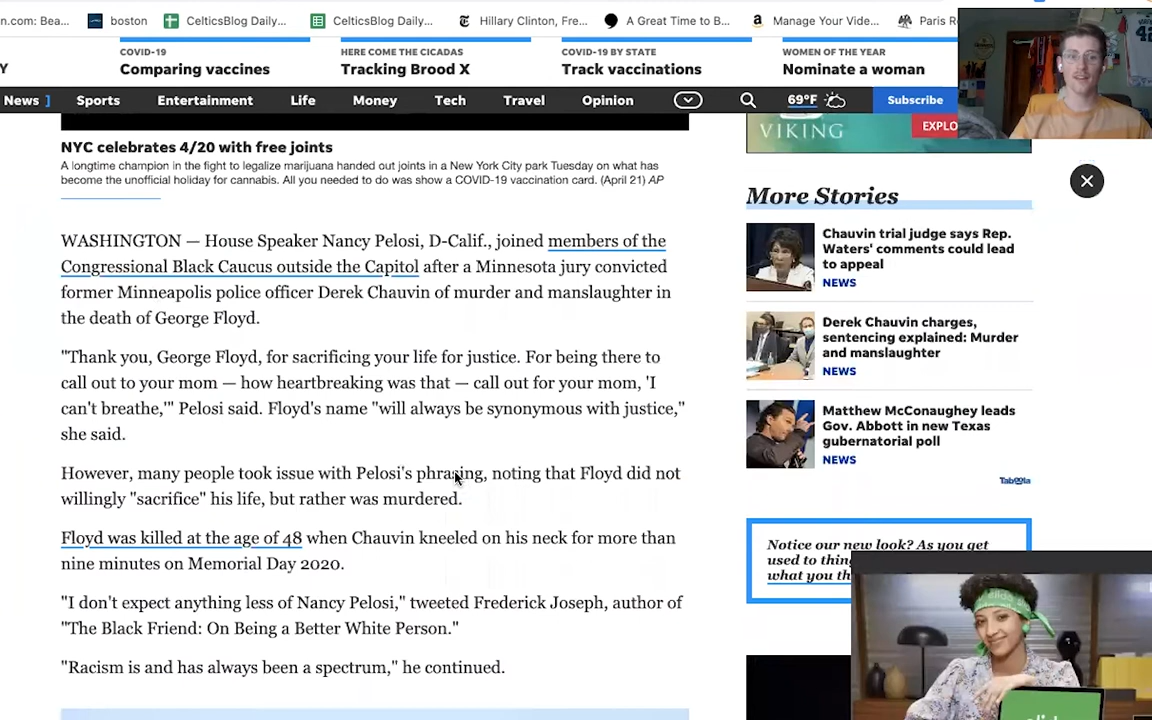 n.com: Bea...
boston
CelticsBlog Daily...
CelticsBlog Daily...
Hillary Clinton, Fre...
A Great Time to B...
Manage Your Vide...
Paris R
Y
COVID-19
Comparing vaccines
HERE COME THE CICADAS
Tracking Brood X
COVID-19 BY STATE
Track vaccinations
WOMEN OF THE YEAR
Nominate a woman
News ]
Sports
Entertainment
Life
Money
Tech
Travel
Opinion
69°F
Subscribe
VIKING
EXPLO
NYC celebrates 4/20 with free joints
A longtime champion in the fight to legalize marijuana handed out joints in a New York City park Tuesday on what has
become the unofficial holiday for cannabis. All you needed to do was show a COVID-19 vaccination card. (April 21) AP
WASHINGTON — House Speaker Nancy Pelosi, D-Calif., joined members of the
Congressional Black Caucus outside the Capitol after a Minnesota jury convicted
former Minneapolis police officer Derek Chauvin of murder and manslaughter in
the death of George Floyd.
"Thank you, George Floyd, for sacrificing your life for justice. For being there to
call out to your mom — how heartbreaking was that — call out for your mom, 'I
can't breathe,'" Pelosi said. Floyd's name "will always be synonymous with justice,"
she said.
However, many people took issue with Pelosi's phrasing, noting that Floyd did not
willingly "sacrifice" his life, but rather was murdered.
Floyd was killed at the age of 48 when Chauvin kneeled on his neck for more than
nine minutes on Memorial Day 2020.
"I don't expect anything less of Nancy Pelosi," tweeted Frederick Joseph, author of
"The Black Friend: On Being a Better White Person."
"Racism is and has always been a spectrum," he continued.
More Stories
Chauvin trial judge says Rep.
Waters' comments could lead
to appeal
NEWS
Derek Chauvin charges,
sentencing explained: Murder
and manslaughter
NEWS
Matthew McConaughey leads
Gov. Abbott in new Texas
gubernatorial poll
NEWS
Taboola
Notice our new look? As you get
used to thing
what you th